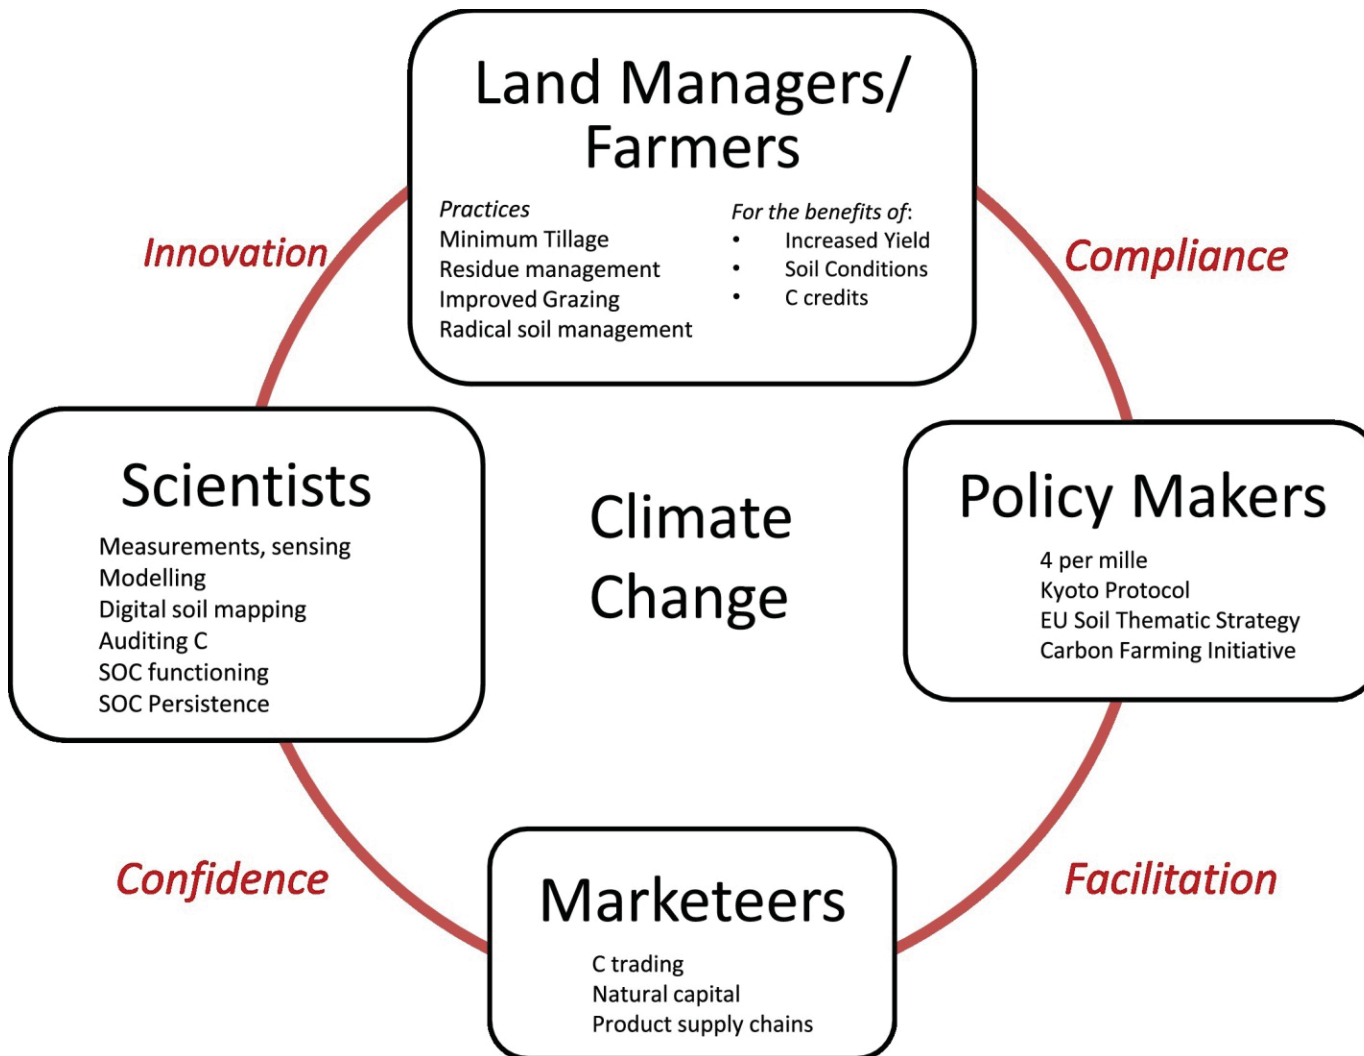 Land Managers/
Farmers
Practices
Minimum Tillage
Residue management
Improved Grazing
Radical soil management
For the benefits of:
• Increased Yield
• Soil Conditions
• C credits
Innovation
Compliance
Scientists
Measurements, sensing
Modelling
Digital soil mapping
Auditing C
SOC functioning
SOC Persistence
Climate
Change
Policy Makers
4 per mille
Kyoto Protocol
EU Soil Thematic Strategy
Carbon Farming Initiative
Confidence
Facilitation
Marketeers
C trading
Natural capital
Product supply chains